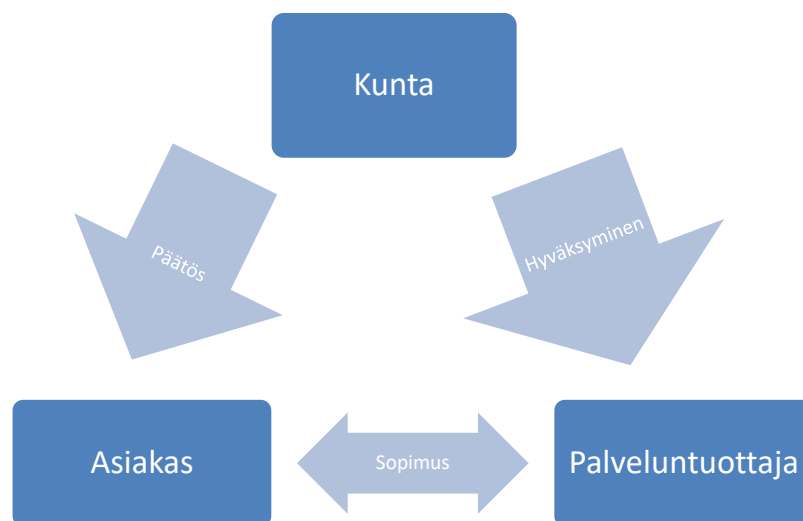 Kunta
Päätös
Hyväksyminen
Asiakas
Sopimus
Palveluntuottaja